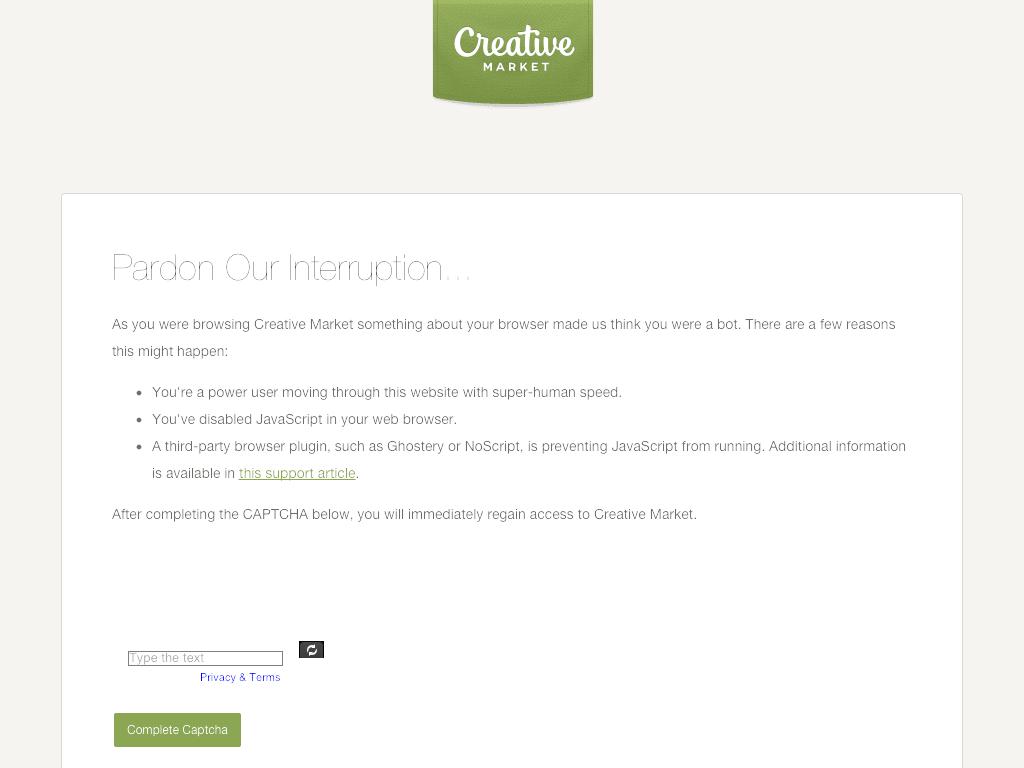 Creative
MARKET
Pardon Our Interruption...
As you were browsing Creative Market something about your browser made us think you were a bot. There are a few reasons
this might happen:
• You're a power user moving through this website with super-human speed.
• You've disabled JavaScript in your web browser.
• A third-party browser plugin, such as Ghostery or NoScript, is preventing JavaScript from running. Additional information
is available in this support article.
After completing the CAPTCHA below, you will immediately regain access to Creative Market.
Type the text
Privacy & Terms
Complete Captcha